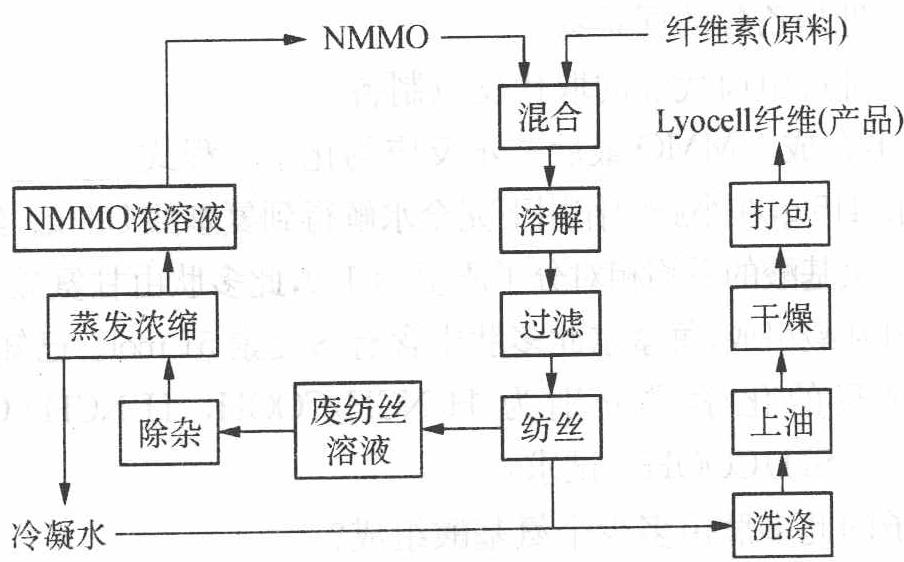 NMMO
纤维素(原料)
混合
Lyocell纤维(产品)
NMMO浓溶液
溶解
打包
蒸发浓缩
过滤
干燥
除杂
废纺丝
溶液
纺丝
上油
冷凝水
洗涤